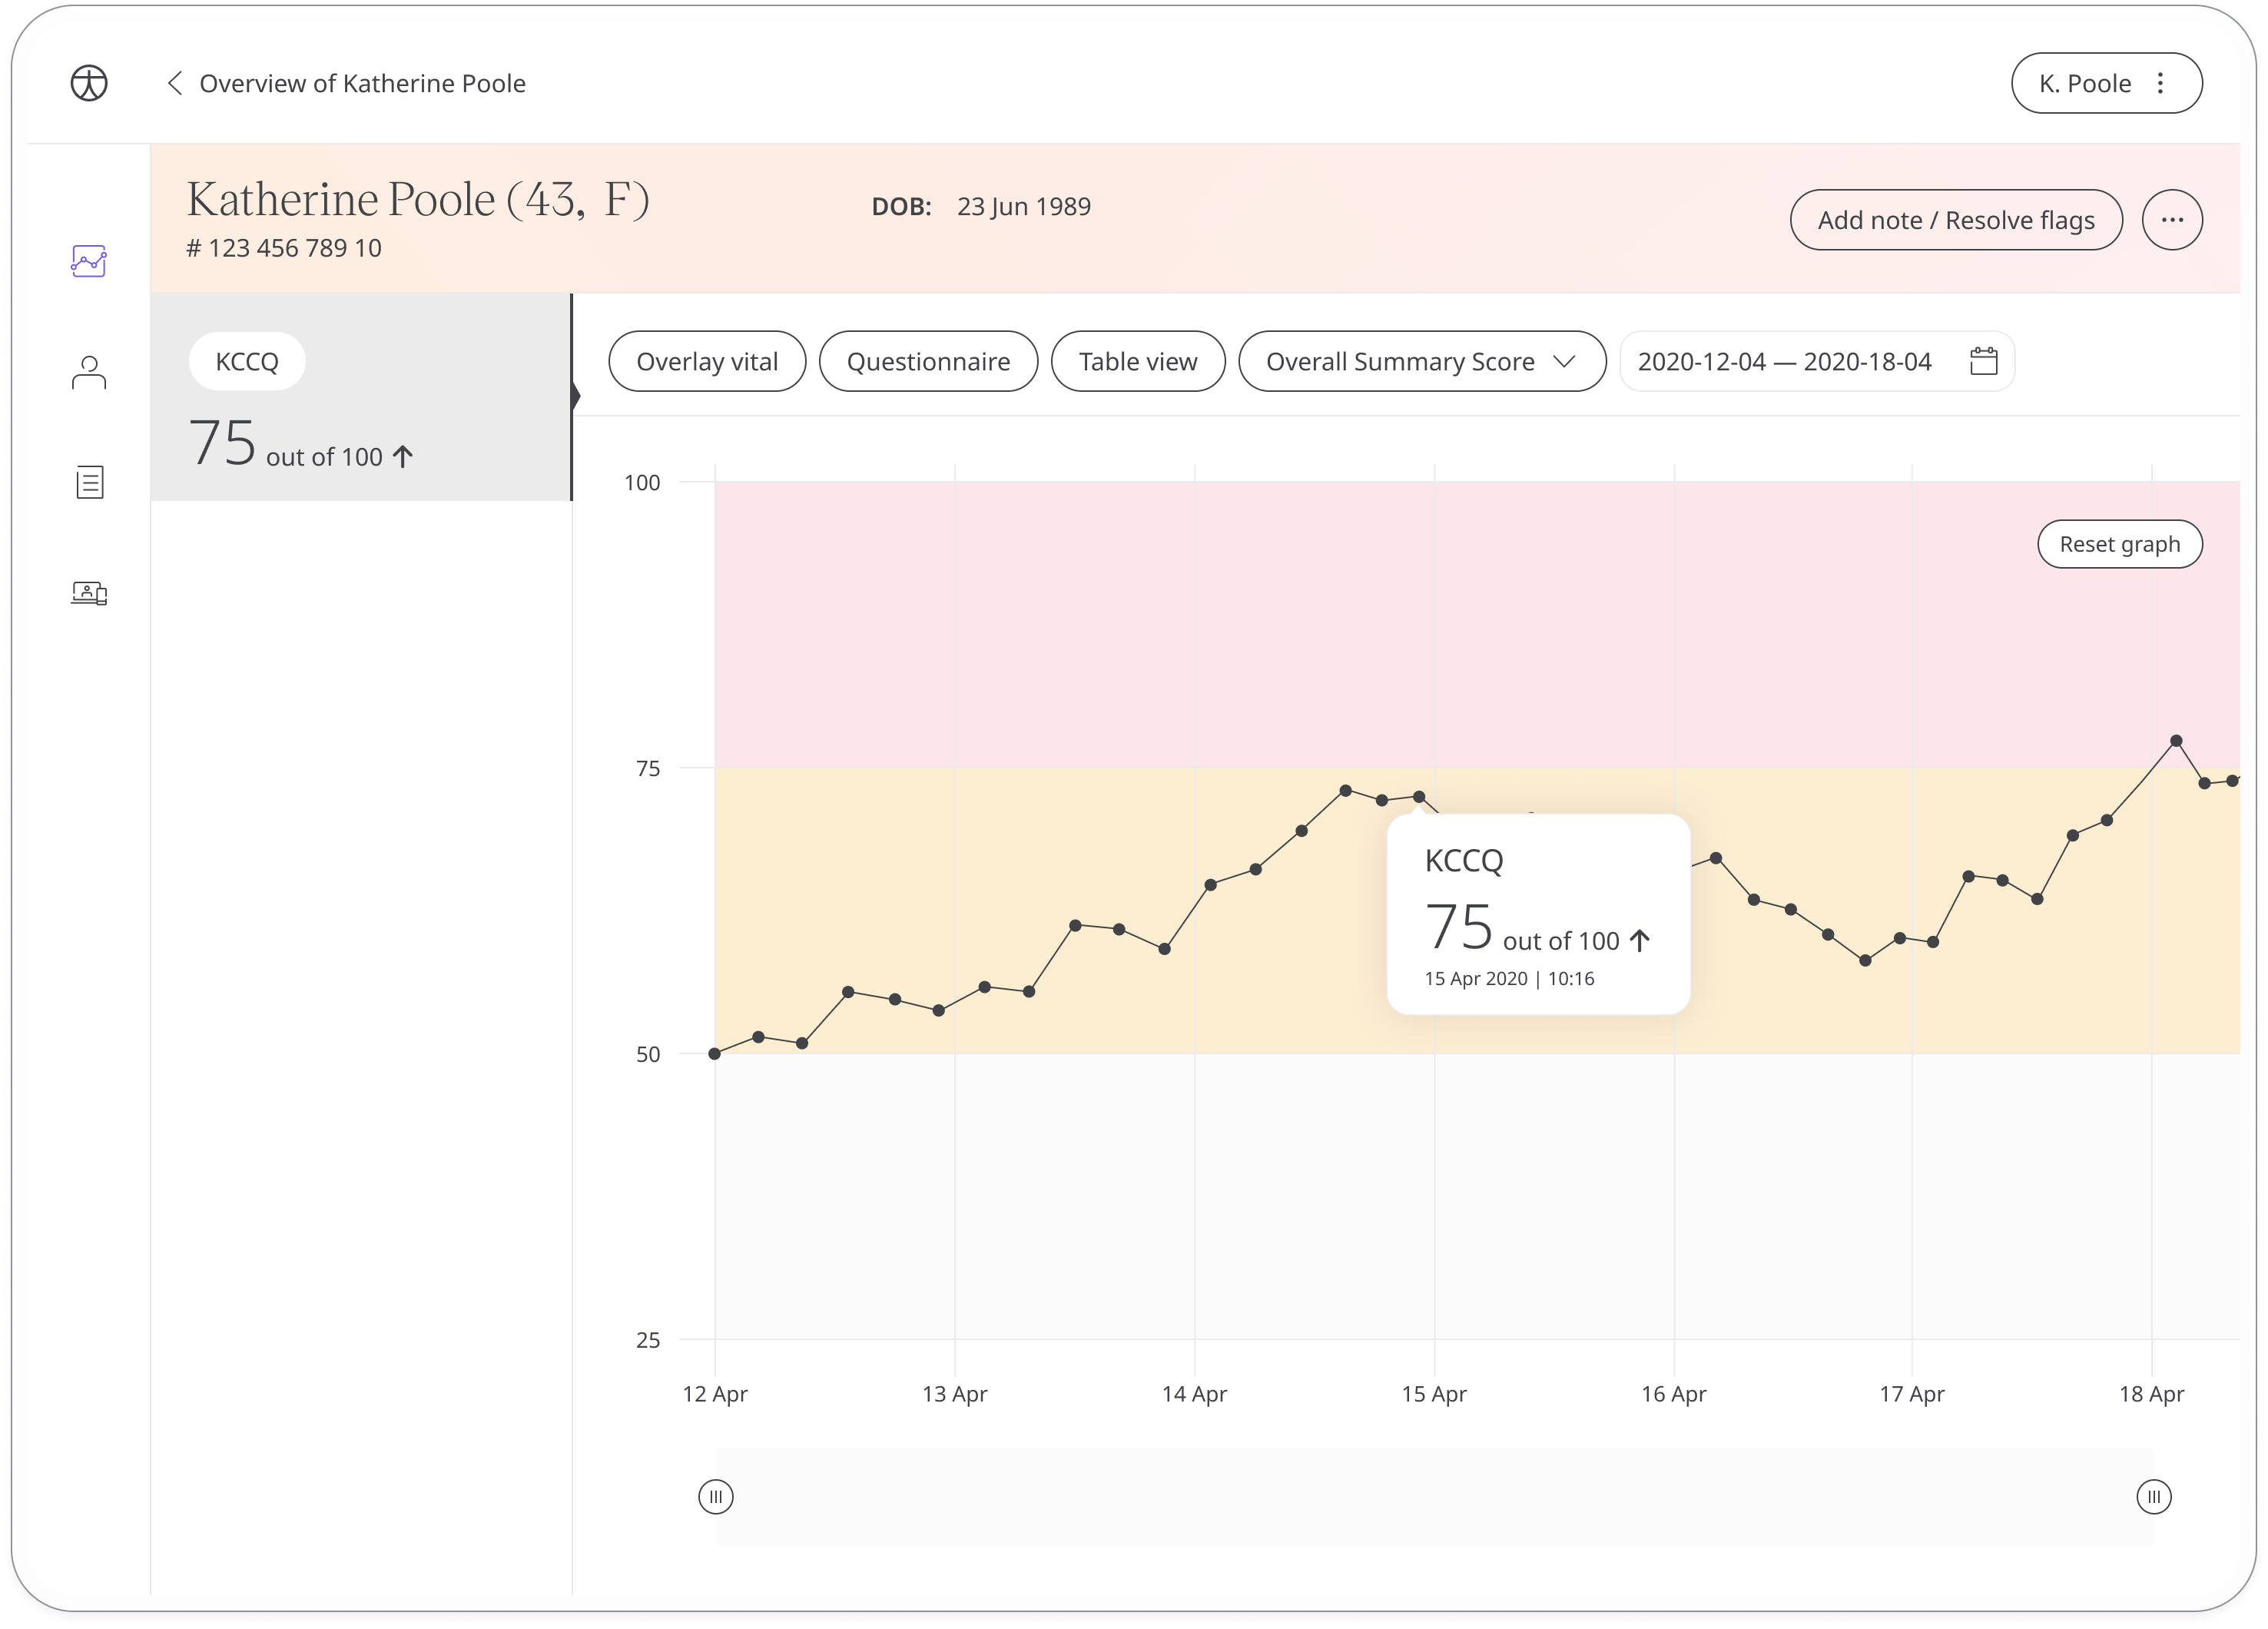 Overview of Katherine Poole
K. Poole
Katherine Poole (43, F)
DOB: 23 Jun 1989
# 123 456 789 10
Add note / Resolve flags
KCCQ
75 out of 100 ↑
Overlay vital
Questionnaire
Table view
Overall Summary Score
2020-12-04 — 2020-18-04
100
Reset graph
75
KCCQ
75 out of 100 ↑
15 Apr 2020 | 10:16
50
25
12 Apr 13 Apr 14 Apr 15 Apr 16 Apr 17 Apr 18 Apr